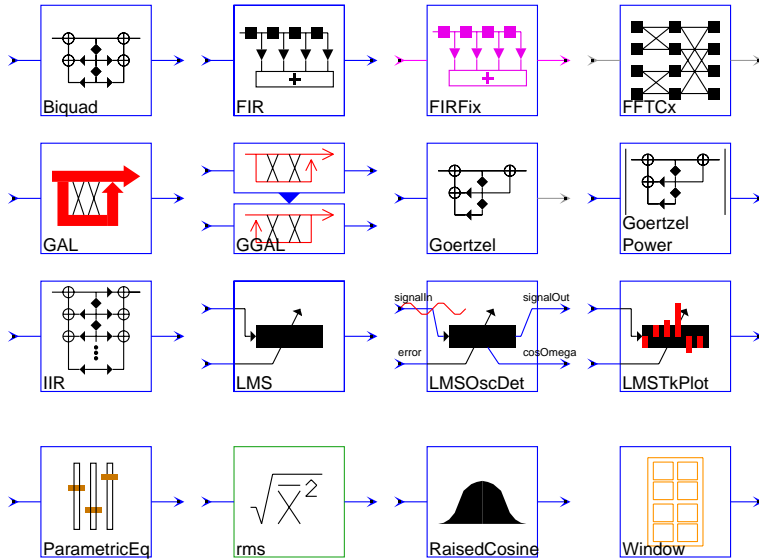 Biquad
FIR
FIRFix
FFTCx
GAL
GGAL
Goertzel
Goertzel
Power
IIR
LMS
signalIn
signalOut
error
cosOmega
LMSOscDet
LMSTkPlot
ParametricEq
X 2
rms
RaisedCosine
Window